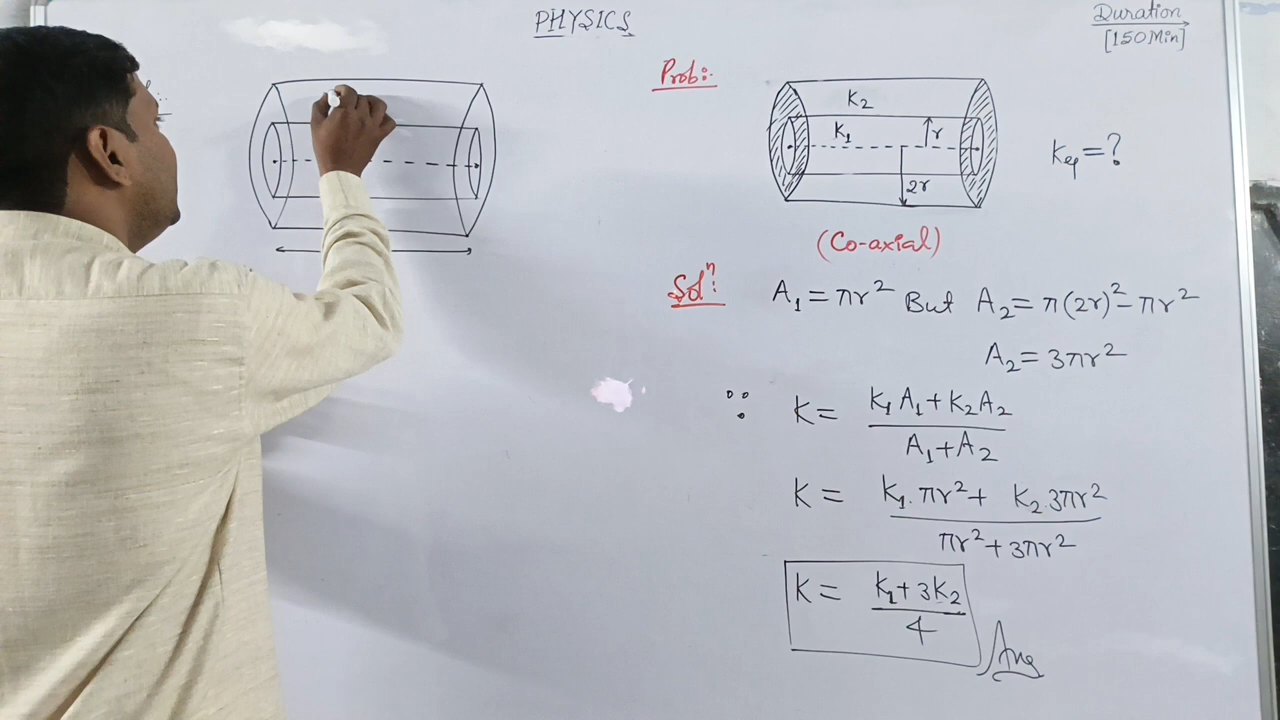 PHYSICS
Duration
[150 Min]
Prob:-
K₂
K₁
r
2r
Keq=?
(Co-axial)
Solⁿ:
A₁ = πr² But A₂ = π(2r)² - πr²
A₂ = 3πr²
∵ K = K₁A₁+K₂A₂
A₁+A₂
K = K₁.πr² + K₂.3πr²
πr²+3πr²
K = K₁+3K₂
4
Ans